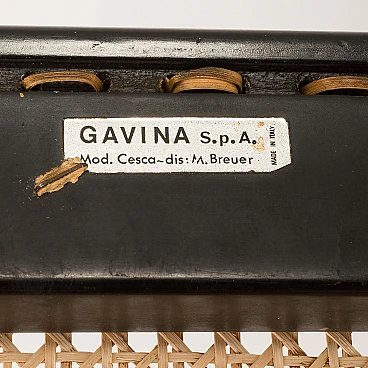 GAVINA S.p.A.
Mod. Cesca~dis: M. Breuer
MADE IN ITALY